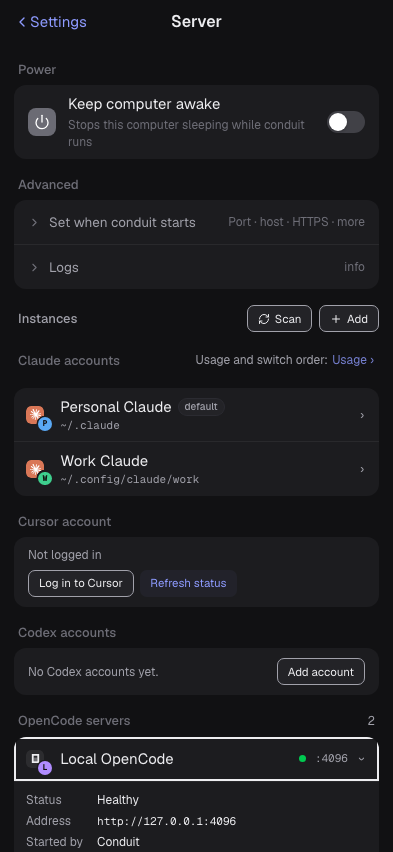 Settings
Server
Power
Keep computer awake
Stops this computer sleeping while conduit
runs
Advanced
Set when conduit starts Port · host · HTTPS · more
Logs info
Instances Scan Add
Claude accounts Usage and switch order: Usage ›
Personal Claude default
P ~/.claude
Work Claude
W ~/.config/claude/work
Cursor account
Not logged in
Log in to Cursor Refresh status
Codex accounts
No Codex accounts yet. Add account
OpenCode servers 2
Local OpenCode :4096
L
Status Healthy
Address http://127.0.0.1:4096
Started by Conduit